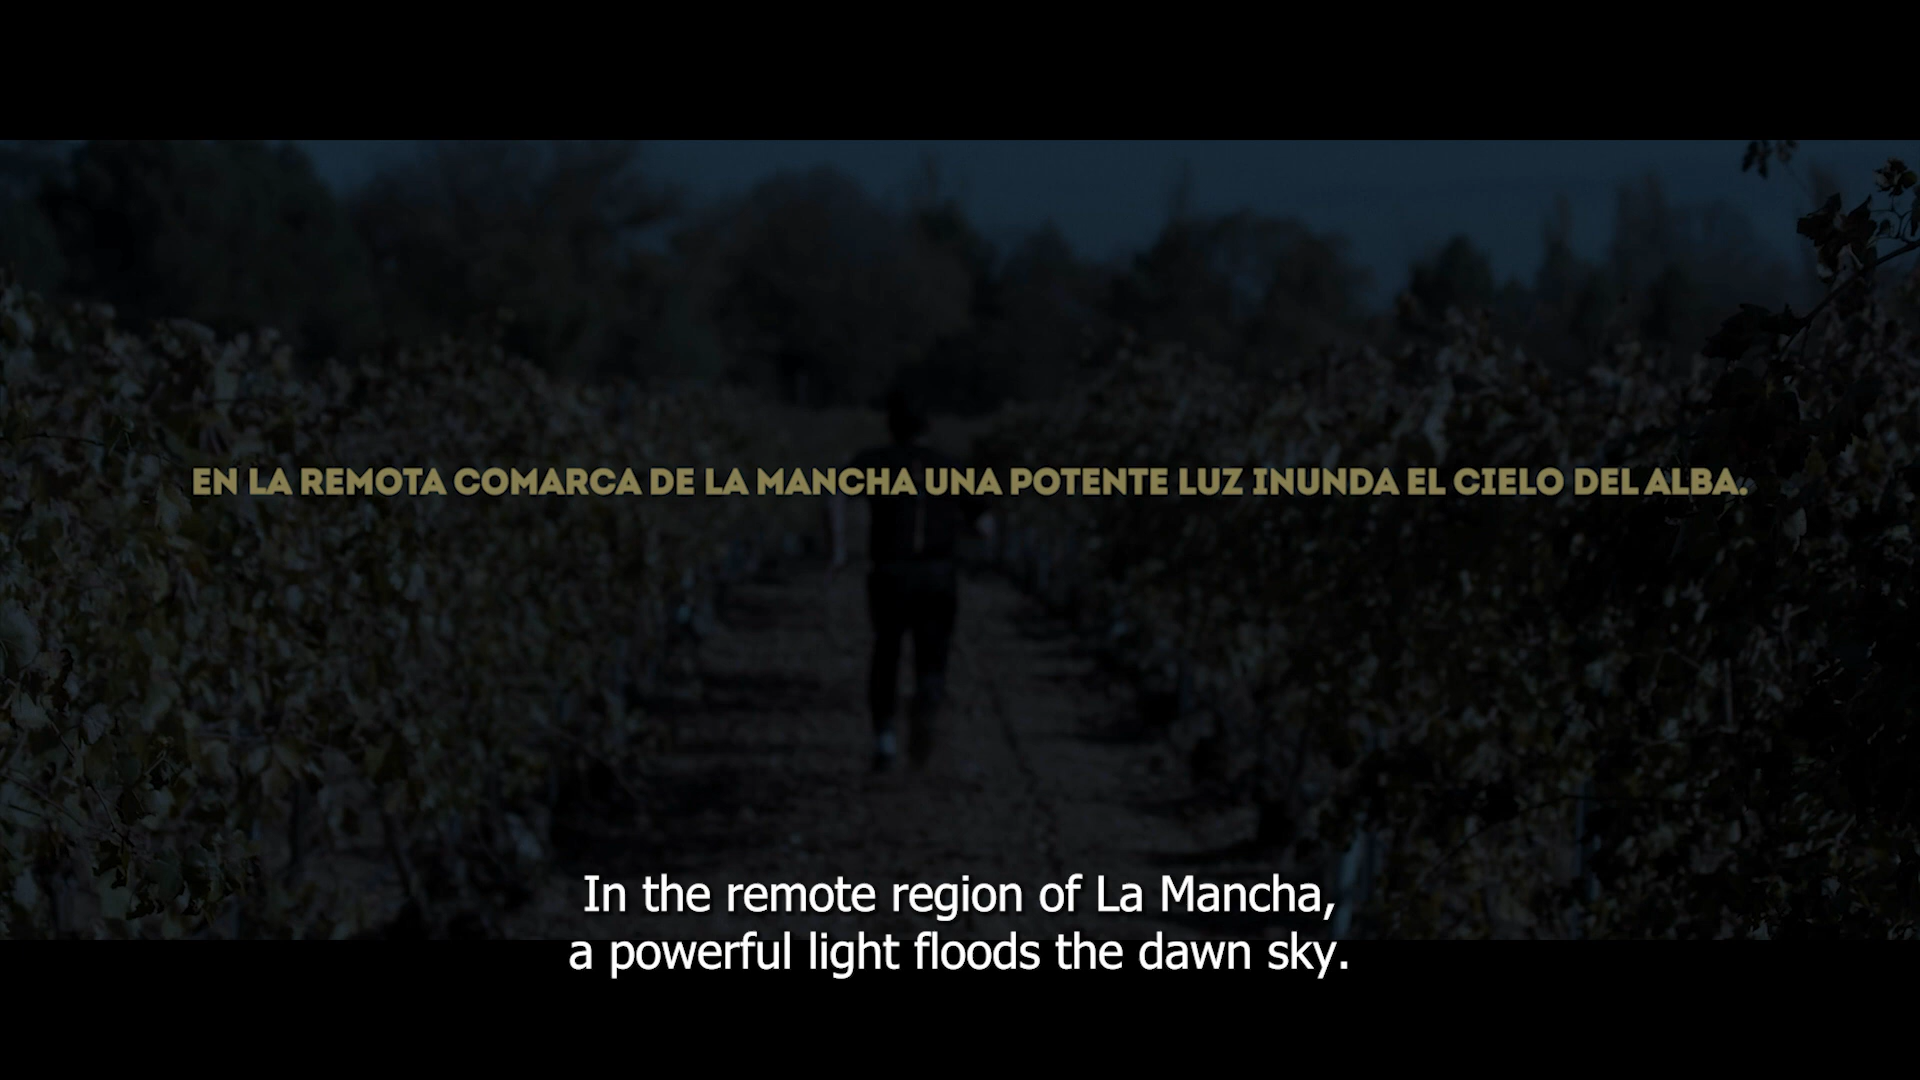 EN LA REMOTA COMARCA DE LA MANCHA UNA POTENTE LUZ INUNDA EL CIELO DEL ALBA.
In the remote region of La Mancha,
a powerful light floods the dawn sky.